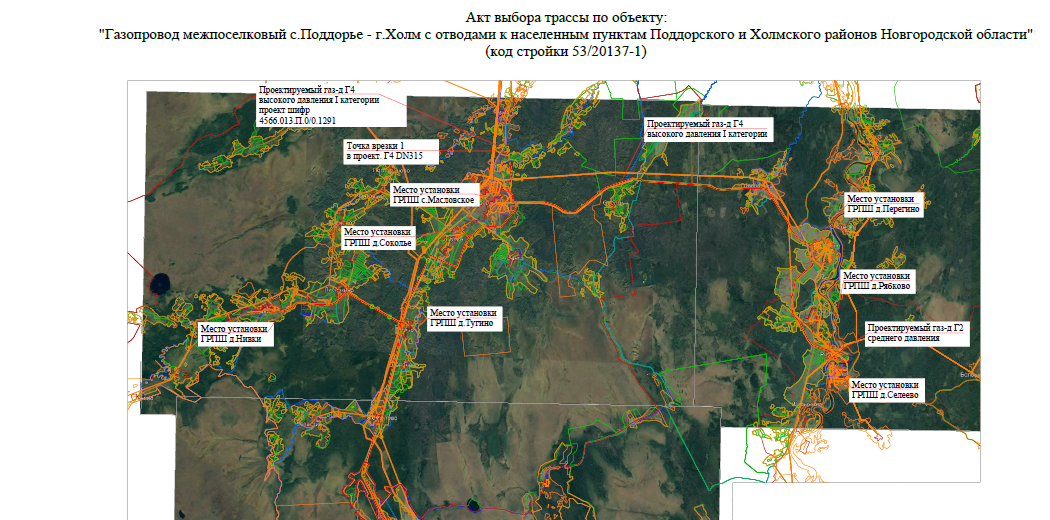 Акт выбора трассы по объекту:
"Газопровод межпоселковый с.Поддорье - г.Холм с отводами к населенным пунктам Поддорского и Холмского районов Новгородской области"
(код стройки 53/20137-1)
Проектируемый газ-д Г4
высокого давления I категории
проект шифр
4566.013.П.0/0.1291
Точка врезки 1
в проект. Г4 DN315
Проектируемый газ-д Г4
высокого давления I категории
Место установки
ГРПШ с.Масловское
Место установки
ГРПШ д.Перегино
Место установки
ГРПШ д.Соколье
Место установки
ГРПШ д.Рябково
Место установки
ГРПШ д.Тугино
Место установки
ГРПШ д.Нивки
Проектируемый газ-д Г2
среднего давления
Место установки
ГРПШ д.Селеево